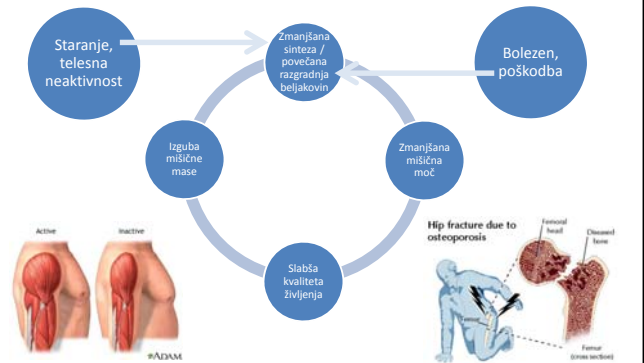 Staranje,
telesna
neaktivnost
Zmanjšana
sinteza /
povečana
razgradnja
beljakovin
Bolezen,
poškodba
Izguba
mišične
mase
Zmanjšana
mišična
moč
Slabša
kvaliteta
življenja
Active
Inactive
ADAM
Hip fracture due to
osteoporosis
Femoral
head
Diseased
bone
Femur
Femur
(cross section)